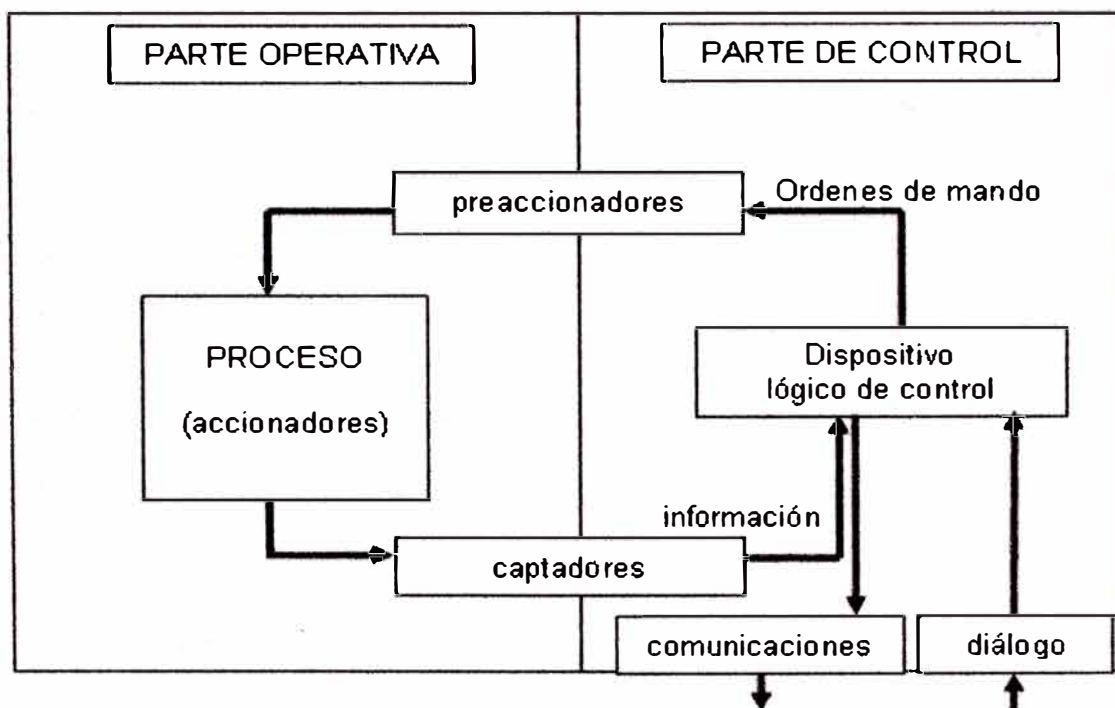 PARTE OPERATIVA
PARTE DE CONTROL
preaccionadores
Ordenes de mando
PROCESO
(accionadores)
Dispositivo
lógico de control
información
captadores
comunicaciones
diálogo